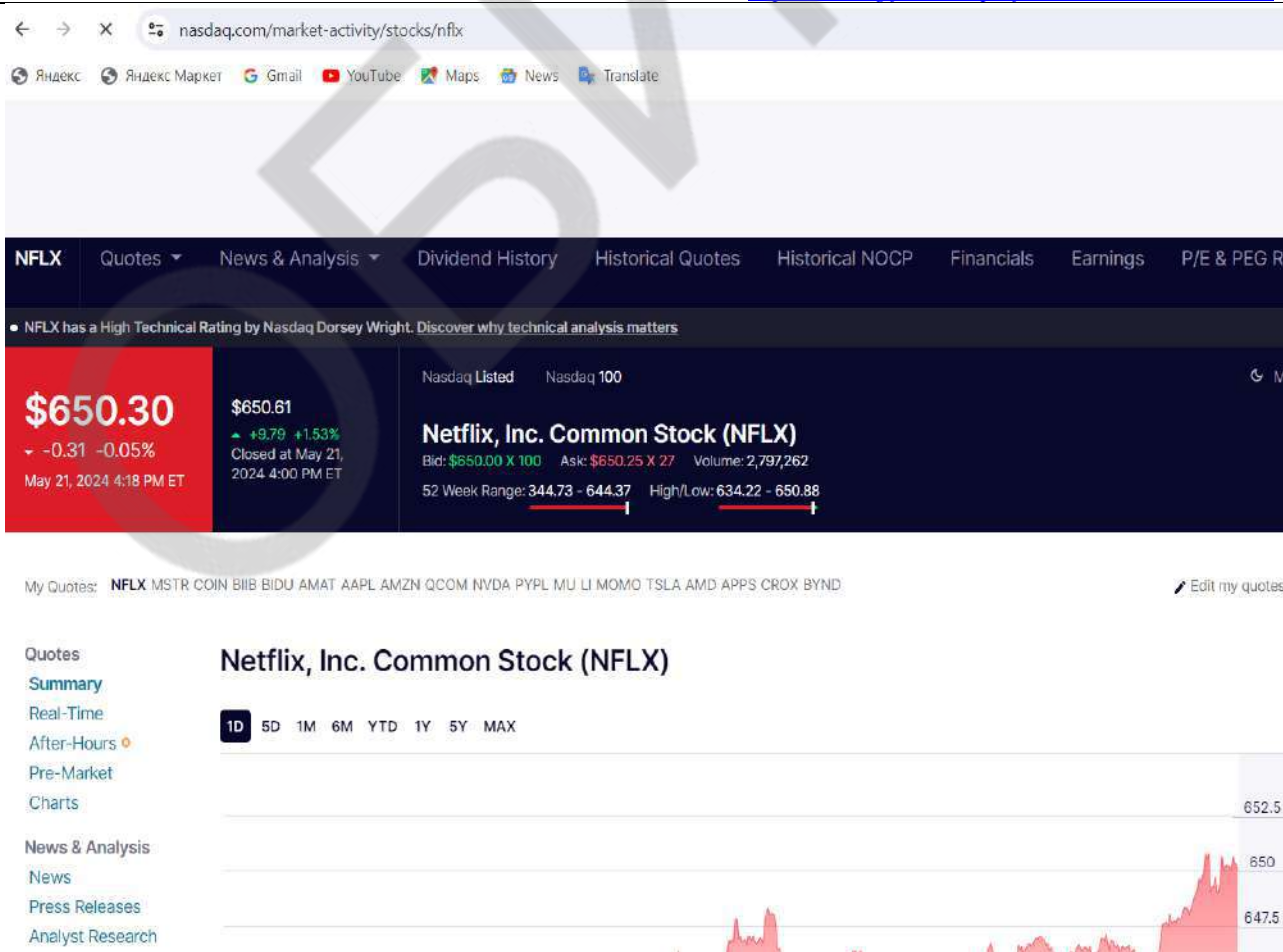 nasdaq.com/market-activity/stocks/nflx
Яндекс Яндекс Маркет Gmail YouTube Maps News Translate
NFLX Quotes News & Analysis Dividend History Historical Quotes Historical NOCP Financials Earnings P/E & PEG R
• NFLX has a High Technical Rating by Nasdaq Dorsey Wright. Discover why technical analysis matters
$650.30
-0.31 -0.05%
May 21, 2024 4:18 PM ET
$650.61
+9.79 +1.53%
Closed at May 21,
2024 4:00 PM ET
Nasdaq Listed Nasdaq 100
M
Netflix, Inc. Common Stock (NFLX)
Bid: $650.00 X 100 Ask: $650.25 X 27 Volume: 2,797,262
52 Week Range: 344.73 - 644.37 High/Low: 634.22 - 650.88
My Quotes: NFLX MSTR COIN BIIB BIDU AMAT AAPL AMZN QCOM NVDA PYPL MU LI MOMO TSLA AMD APPS CROX BYND
Edit my quotes
Quotes
Summary
Real-Time
After-Hours
Pre-Market
Charts
News & Analysis
News
Press Releases
Analyst Research
Netflix, Inc. Common Stock (NFLX)
1D 5D 1M 6M YTD 1Y 5Y MAX
652.5
650
647.5